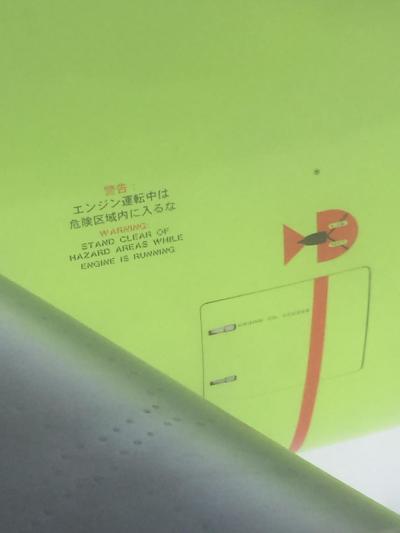 警告:
エンジン運転中は
危険区域内に入るな
WARNING:
STAND CLEAR OF
HAZARD AREAS WHILE
ENGINE IS RUNNING